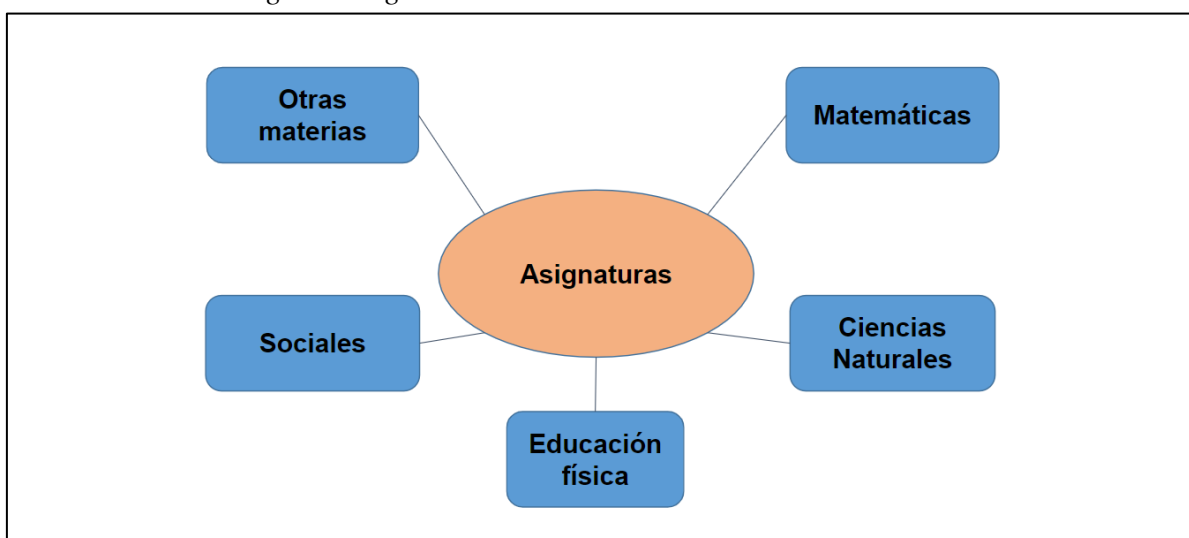 Otras
materias
Matemáticas
Asignaturas
Sociales
Ciencias
Naturales
Educación
física